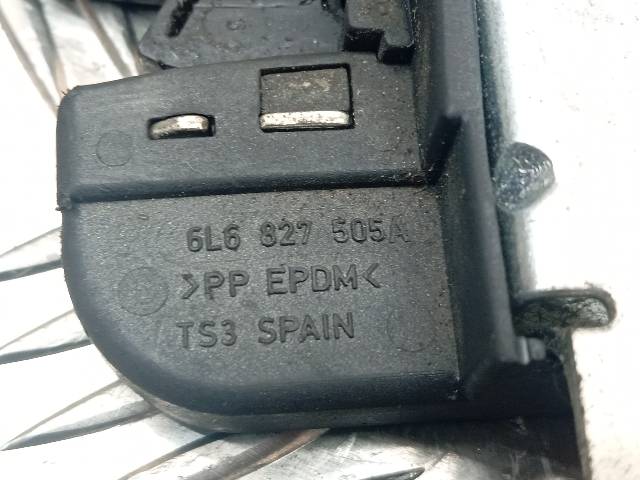 6L6 827 505A
>PP EPDM<
TS3 SPAIN